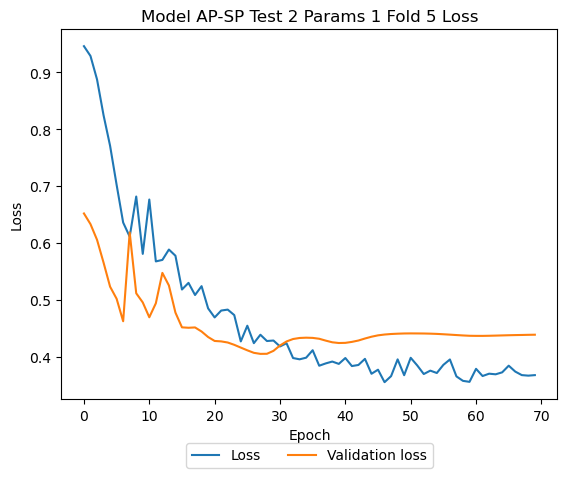 Model AP-SP Test 2 Params 1 Fold 5 Loss
0.9
0.8
0.7
0.6
0.5
0.4
Loss
0 10 20 30 40 50 60 70
Epoch
Loss Validation loss